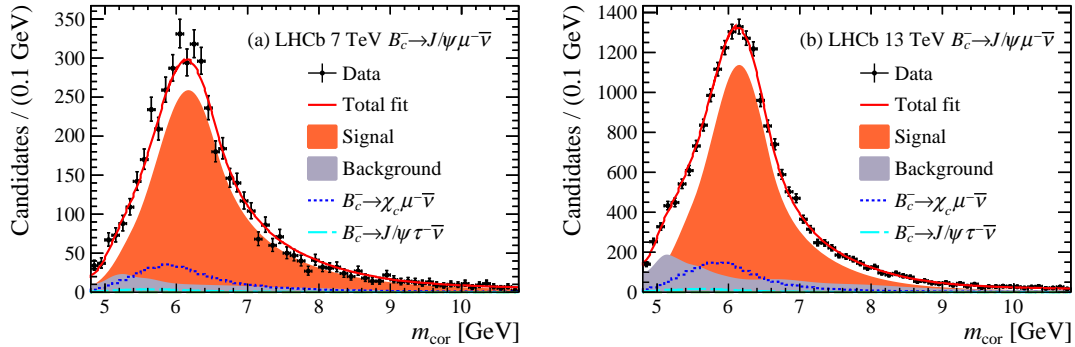 Candidates / (0.1 GeV)
350
300
250
200
150
100
50
0
(a) LHCb 7 TeV B_c^-→J/ψ μ^-ν̅
Data
Total fit
Signal
Background
B_c^-→χ_c μ^-ν̅
B_c^-→J/ψ τ^-ν̅
5 6 7 8 9 10
m_cor [GeV]
Candidates / (0.1 GeV)
1400
1200
1000
800
600
400
200
0
(b) LHCb 13 TeV B_c^-→J/ψ μ^-ν̅
Data
Total fit
Signal
Background
B_c^-→χ_c μ^-ν̅
B_c^-→J/ψ τ^-ν̅
5 6 7 8 9 10
m_cor [GeV]